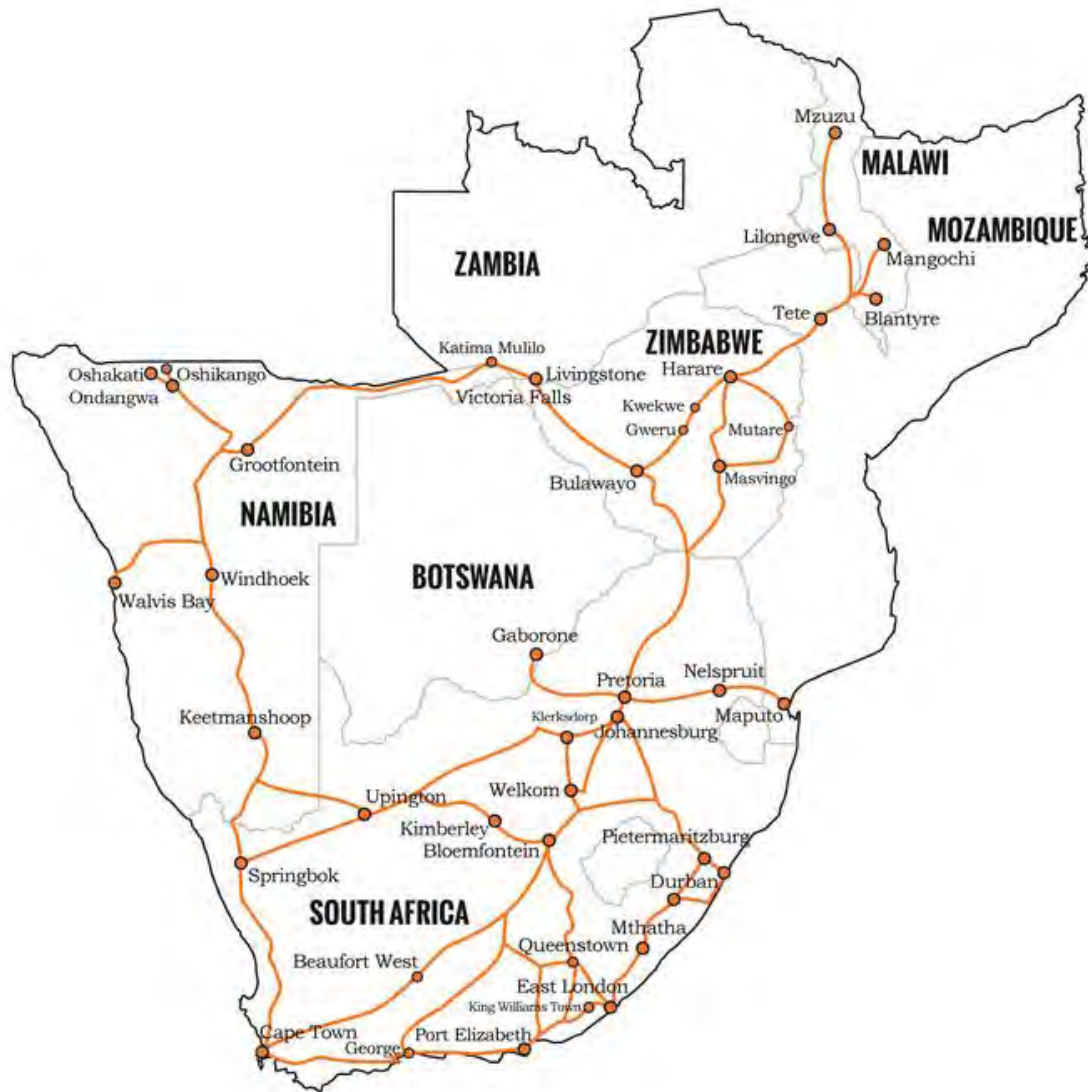 Mzuzu
MALAWI
Lilongwe
MOZAMBIQUE
Mangochi
ZAMBIA
Tete
Blantyre
ZIMBABWE
Katima Mulilo
Harare
Oshakati
Oshikango
Livingstone
Ondangwa
Victoria Falls
Kwekwe
Gweru
Mutare
Grootfontein
Bulawayo
Masvingo
NAMIBIA
Windhoek
BOTSWANA
Walvis Bay
Gaborone
Pretoria
Nelspruit
Keetmanshoop
Klerksdorp
Maputo
Johannesburg
Upington
Welkom
Kimberley
Pietermaritzburg
Bloemfontein
Springbok
Durban
SOUTH AFRICA
Mthatha
Queenstown
Beaufort West
East London
King Williams Town
Cape Town
Port Elizabeth
George